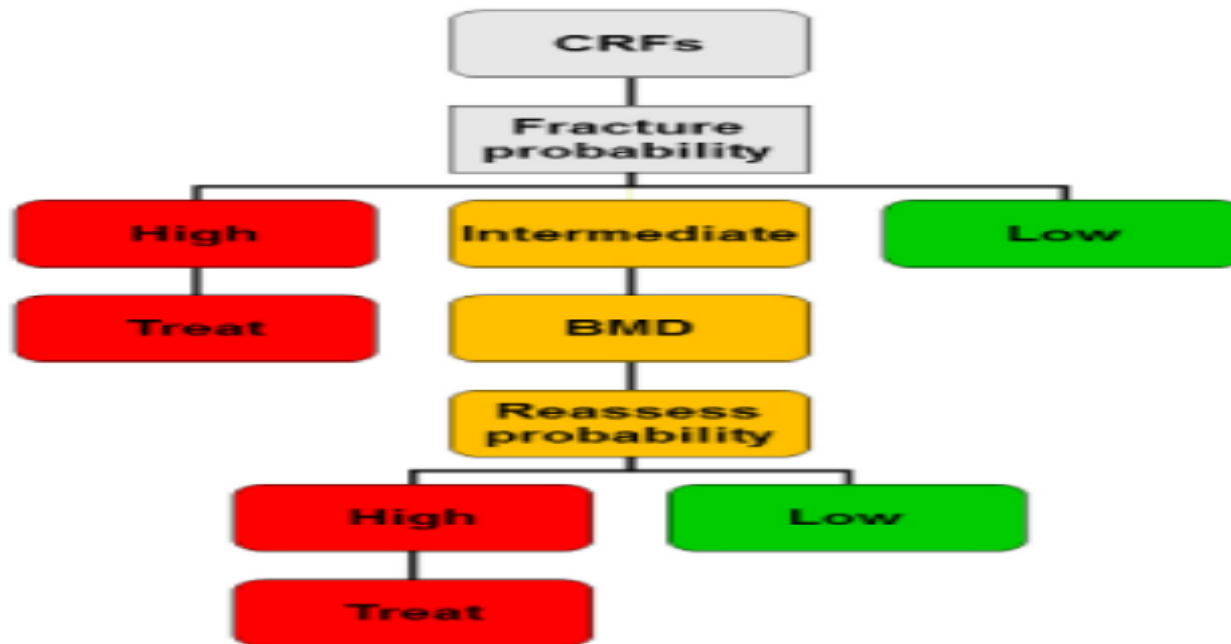 CRFs
Fracture
probability
High
Intermediate
Low
Treat
BMD
Reassess
probability
High
Low
Treat